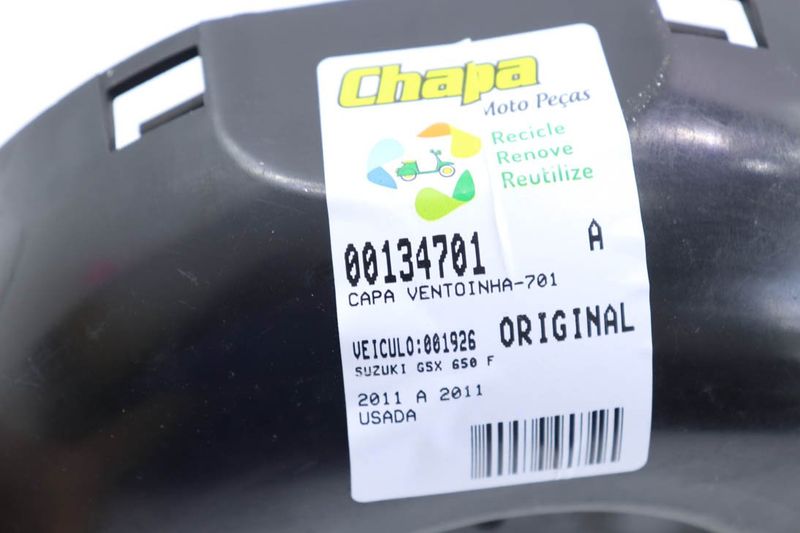 Chapa
Moto Peças
Recicle
Renove
Reutilize
00134701
A
CAPA VENTOINHA-701
VEICULO:001926
ORIGINAL
SUZUKI GSX 650 F
2011 A 2011
USADA